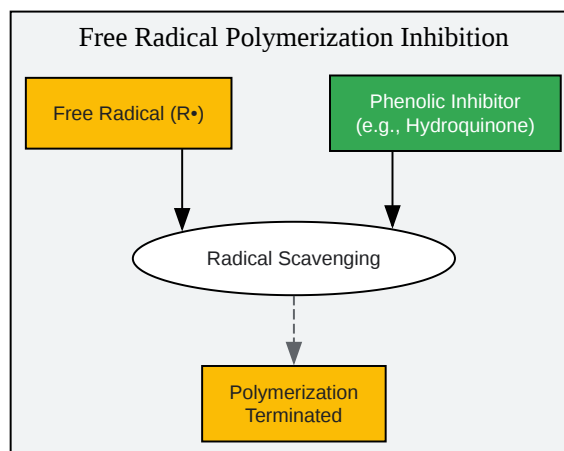 Free Radical Polymerization Inhibition
Free Radical (R•)
Phenolic Inhibitor
(e.g., Hydroquinone)
Radical Scavenging
Polymerization
Terminated